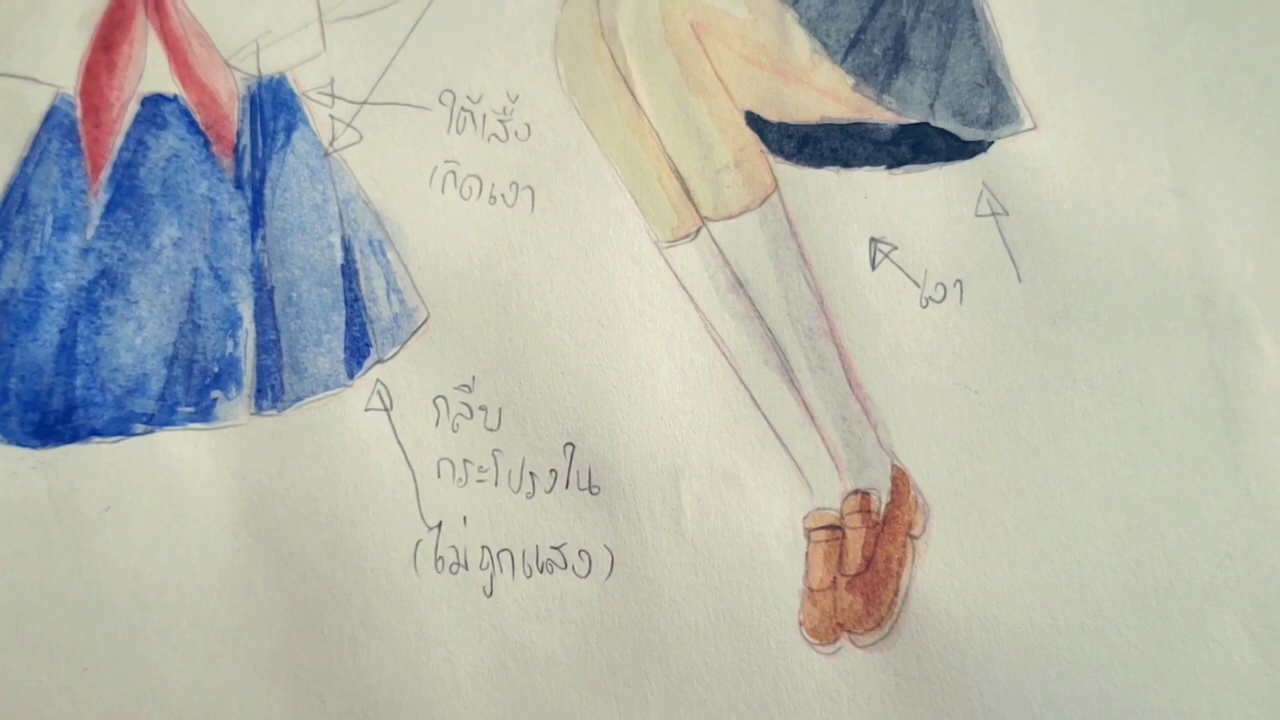 ใต้เสื้อ
เกิดเงา
เงา
กลีบ
กระโปรงใน
(ไม่ถูกแสง)